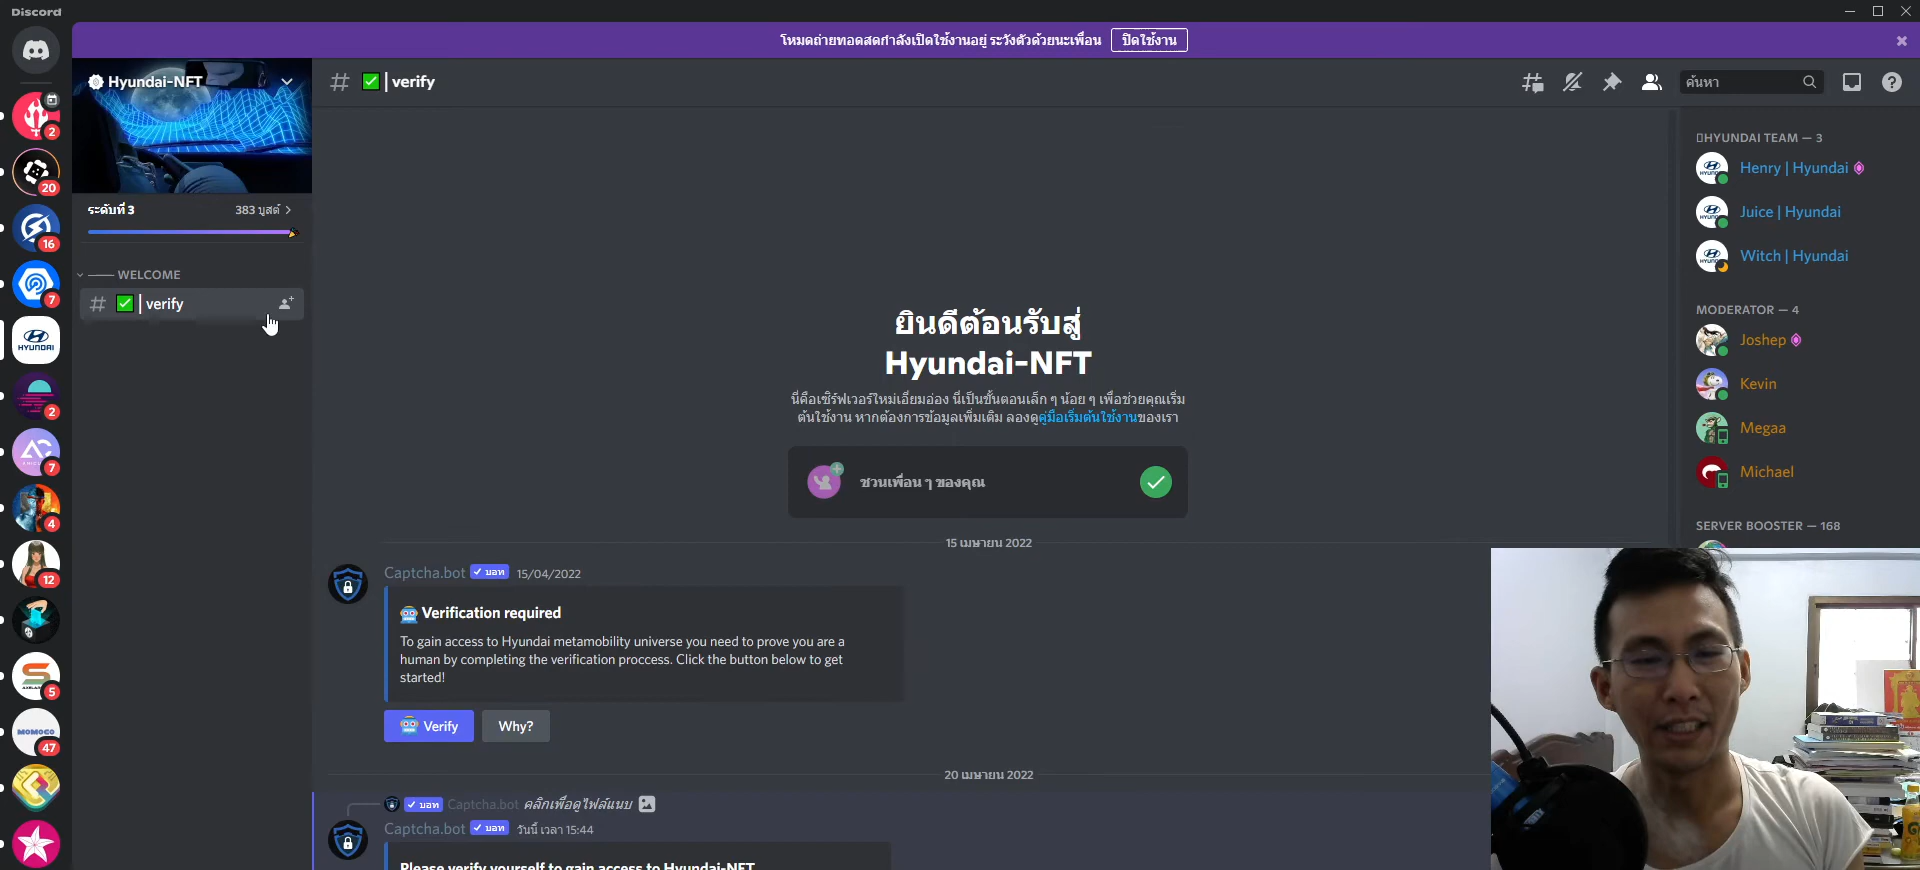 Discord
โหมดถ่ายทอดสดกำลังเปิดใช้งานอยู่ ระวังตัวด้วยนะเพื่อน ปิดใช้งาน
Hyundai-NFT
ระดับที่ 3 383 บูสต์
WELCOME
# | verify
# | verify
ค้นหา
ยินดีต้อนรับสู่
Hyundai-NFT
นี่คือเซิร์ฟเวอร์ใหม่เอี่ยมอ่อง นี่เป็นขั้นตอนเล็ก ๆ น้อย ๆ เพื่อช่วยคุณเริ่ม
ต้นใช้งาน หากต้องการข้อมูลเพิ่มเติม ลองดูคู่มือเริ่มต้นใช้งานของเรา
ชวนเพื่อน ๆ ของคุณ
15 เมษายน 2022
Captcha.bot ✓ บอท 15/04/2022
Verification required
To gain access to Hyundai metamobility universe you need to prove you are a
human by completing the verification proccess. Click the button below to get
started!
Verify Why?
20 เมษายน 2022
✓ บอท Captcha.bot คลิกเพื่อดูไฟล์แนบ
Captcha.bot ✓ บอท วันนี้ เวลา 15:44
Please verify yourself to gain access to Hyundai-NFT
HYUNDAI TEAM — 3
Henry | Hyundai
Juice | Hyundai
Witch | Hyundai
MODERATOR — 4
Joshep
Kevin
Megaa
Michael
SERVER BOOSTER — 168
2
20
16
7
HYUNDAI
2
7
4
12
5
MOMOCO
47